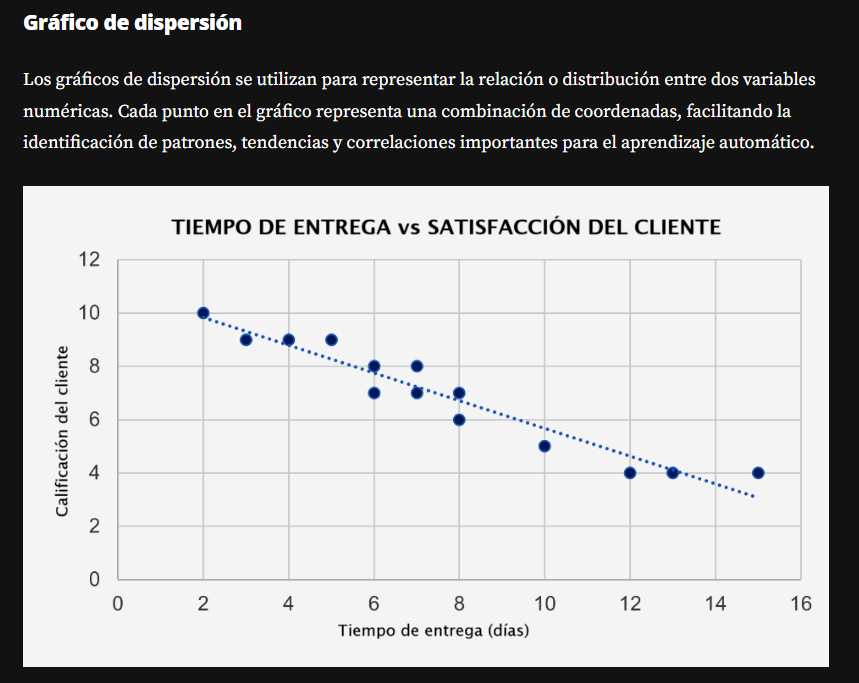 Gráfico de dispersión
Los gráficos de dispersión se utilizan para representar la relación o distribución entre dos variables
numéricas. Cada punto en el gráfico representa una combinación de coordenadas, facilitando la
identificación de patrones, tendencias y correlaciones importantes para el aprendizaje automático.
TIEMPO DE ENTREGA vs SATISFACCIÓN DEL CLIENTE
Calificación del cliente
12
10
8
6
4
2
0
0 2 4 6 8 10 12 14 16
Tiempo de entrega (días)